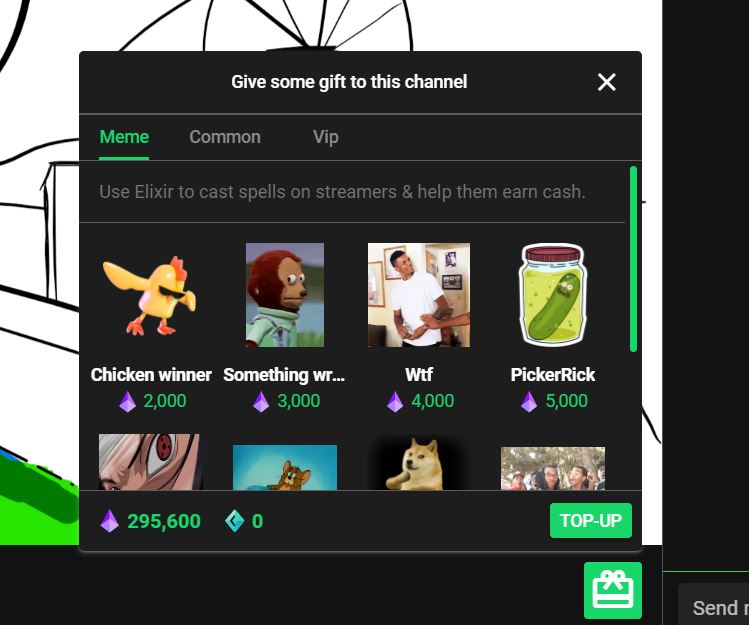 Give some gift to this channel
Meme Common Vip
Use Elixir to cast spells on streamers & help them earn cash.
Chicken winner Something wr... Wtf PickerRick
2,000 3,000 4,000 5,000
295,600 0 TOP-UP
Send